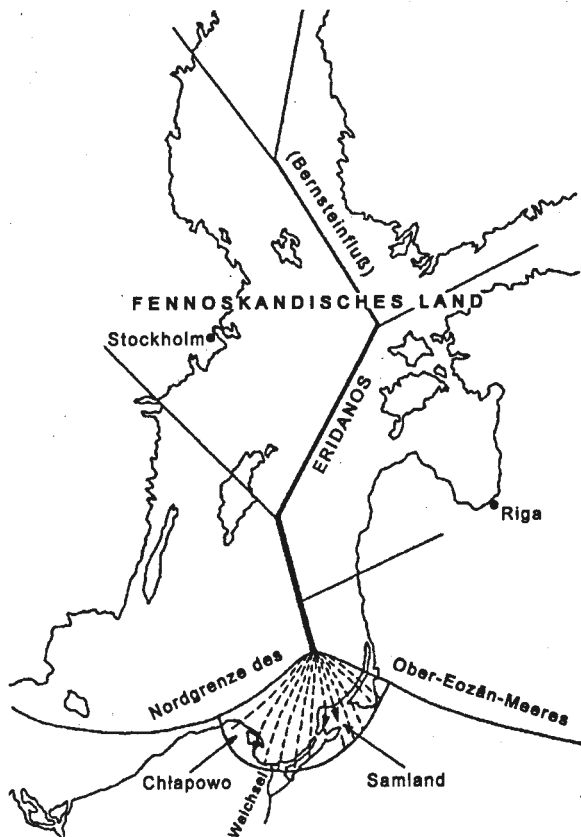 (Bernsteinfluß)
FENNOSKANDISCHES LAND
Stockholm
ERIDANOS
Riga
Nordgrenze des
Ober-Eozän-Meeres
Chłapowo
Samland
Weichsel